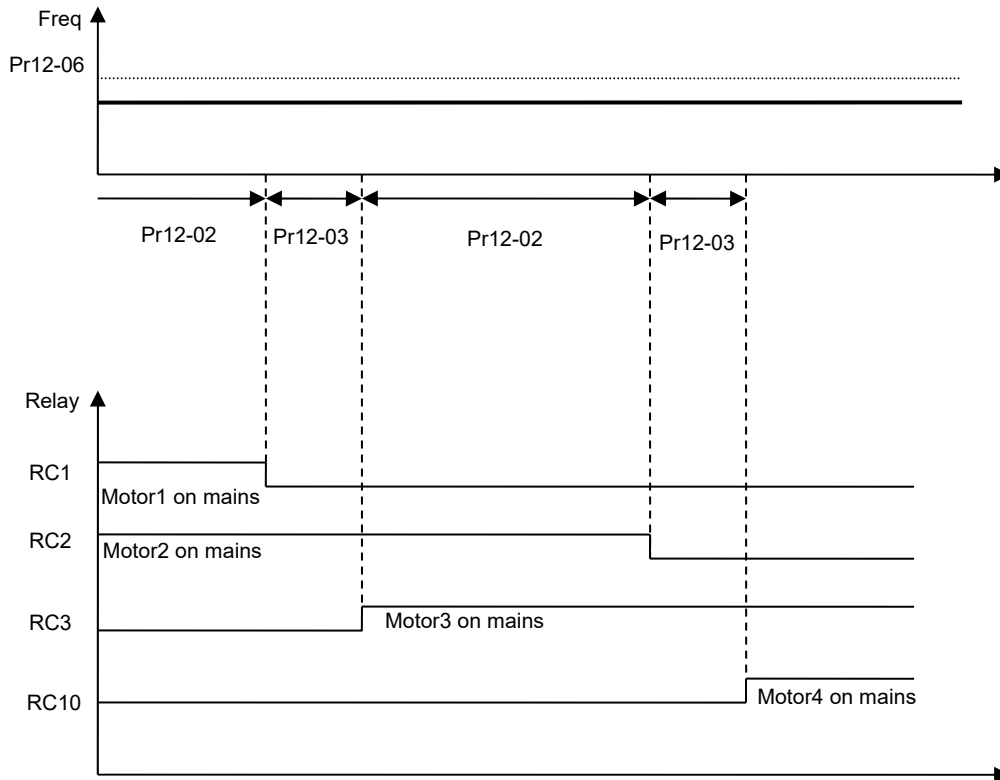 Freq
Pr12-06
Pr12-02
Pr12-03
Pr12-02
Pr12-03
Relay
RC1
Motor1 on mains
RC2
Motor2 on mains
RC3
Motor3 on mains
RC10
Motor4 on mains